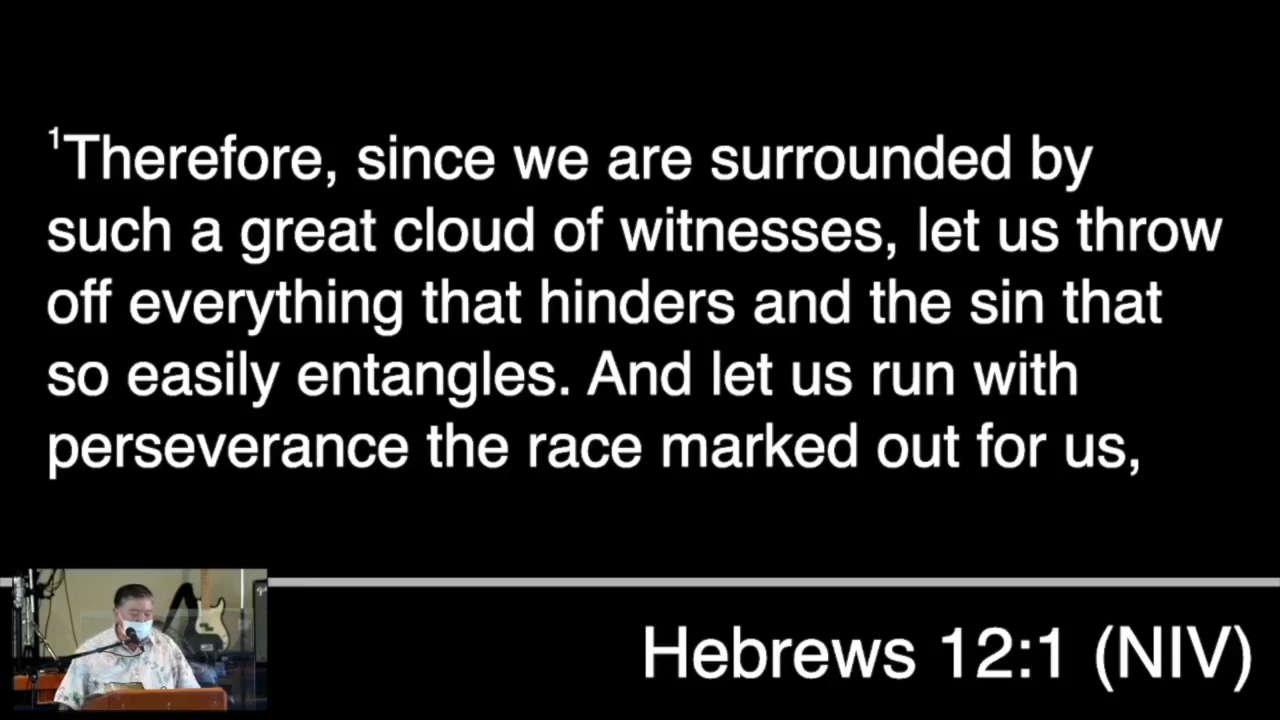 ¹Therefore, since we are surrounded by
such a great cloud of witnesses, let us throw
off everything that hinders and the sin that
so easily entangles. And let us run with
perseverance the race marked out for us,
Hebrews 12:1 (NIV)